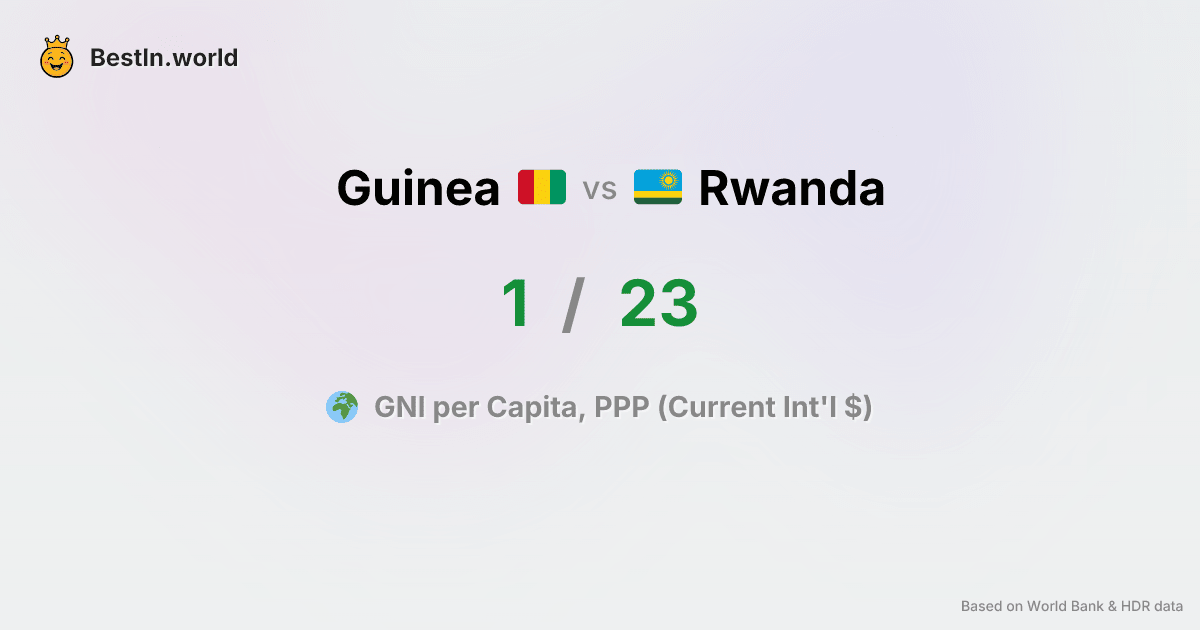 BestIn.world
Guinea vs Rwanda
1 / 23
GNI per Capita, PPP (Current Int'l $)
Based on World Bank & HDR data